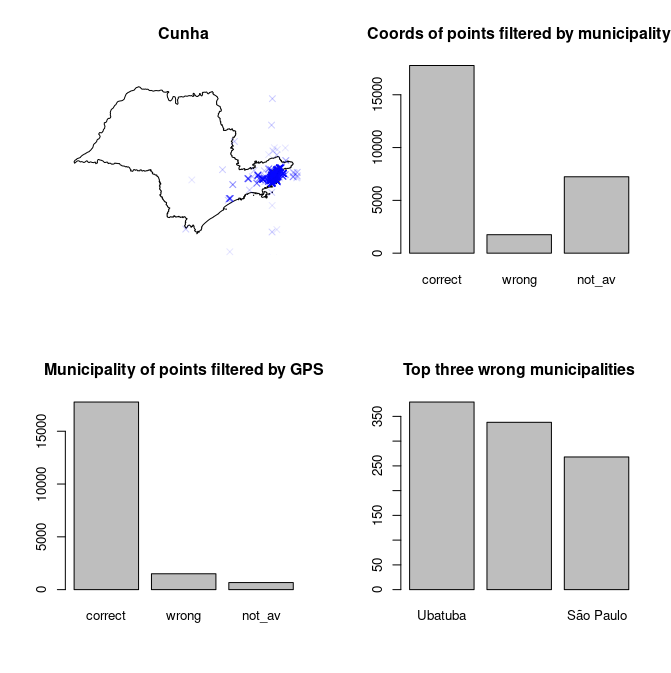 Cunha
Coords of points filtered by municipality
15000
10000
5000
0
correct wrong not_av
Municipality of points filtered by GPS
15000
10000
5000
0
correct wrong not_av
Top three wrong municipalities
350
250
150
50
0
Ubatuba São Paulo